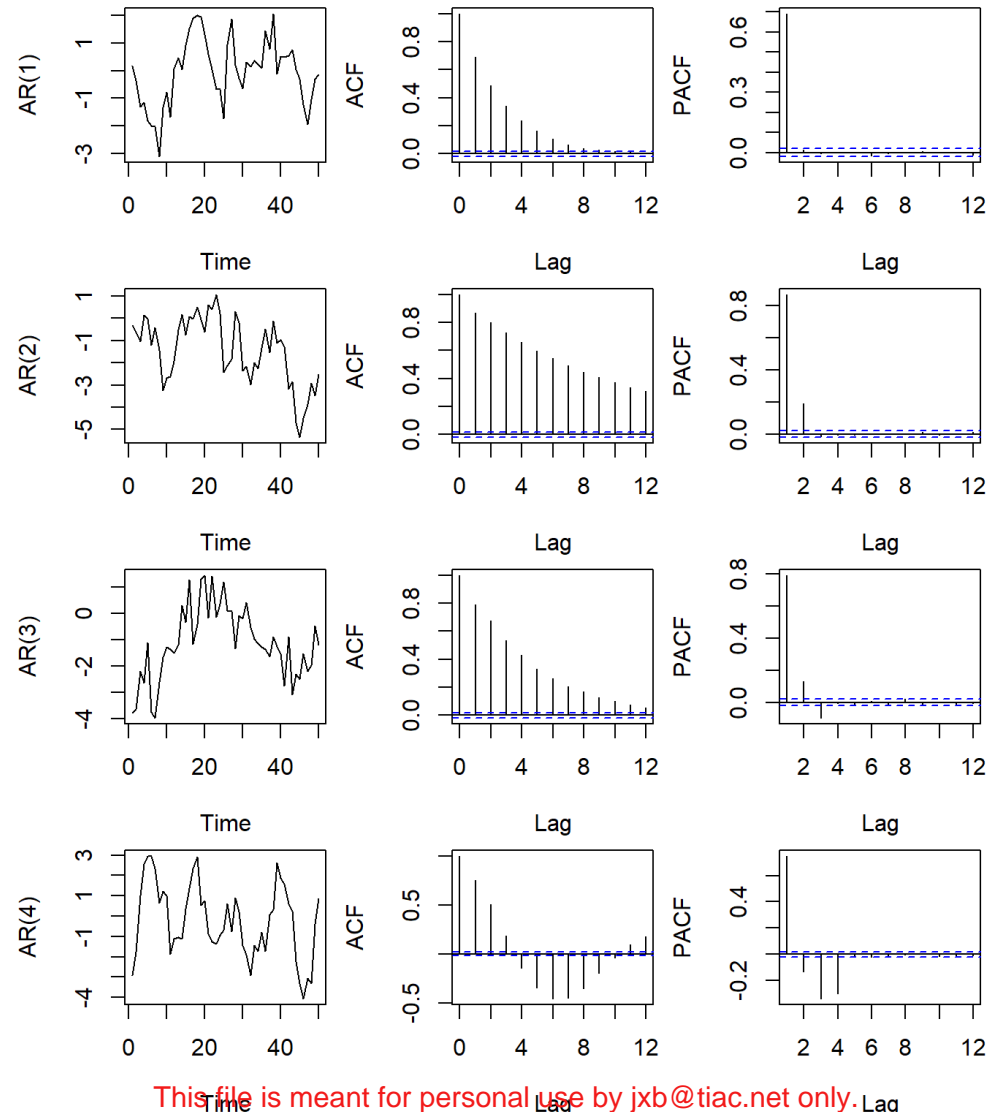 AR(1)
1
-1
-3
0 20 40
Time
ACF
0.8
0.4
0.0
0 4 8 12
Lag
PACF
0.6
0.3
0.0
2 4 6 8 12
Lag
AR(2)
1
-1
-3
-5
0 20 40
Time
ACF
0.8
0.4
0.0
0 4 8 12
Lag
PACF
0.8
0.4
0.0
2 4 6 8 12
Lag
AR(3)
0
-2
-4
0 20 40
Time
ACF
0.8
0.4
0.0
0 4 8 12
Lag
PACF
0.8
0.4
0.0
2 4 6 8 12
Lag
AR(4)
3
1
-1
-4
0 20 40
Time
ACF
0.5
-0.5
0 4 8 12
Lag
PACF
0.4
-0.2
2 4 6 8 12
Lag
This file is meant for personal use by jxb@tiac.net only.